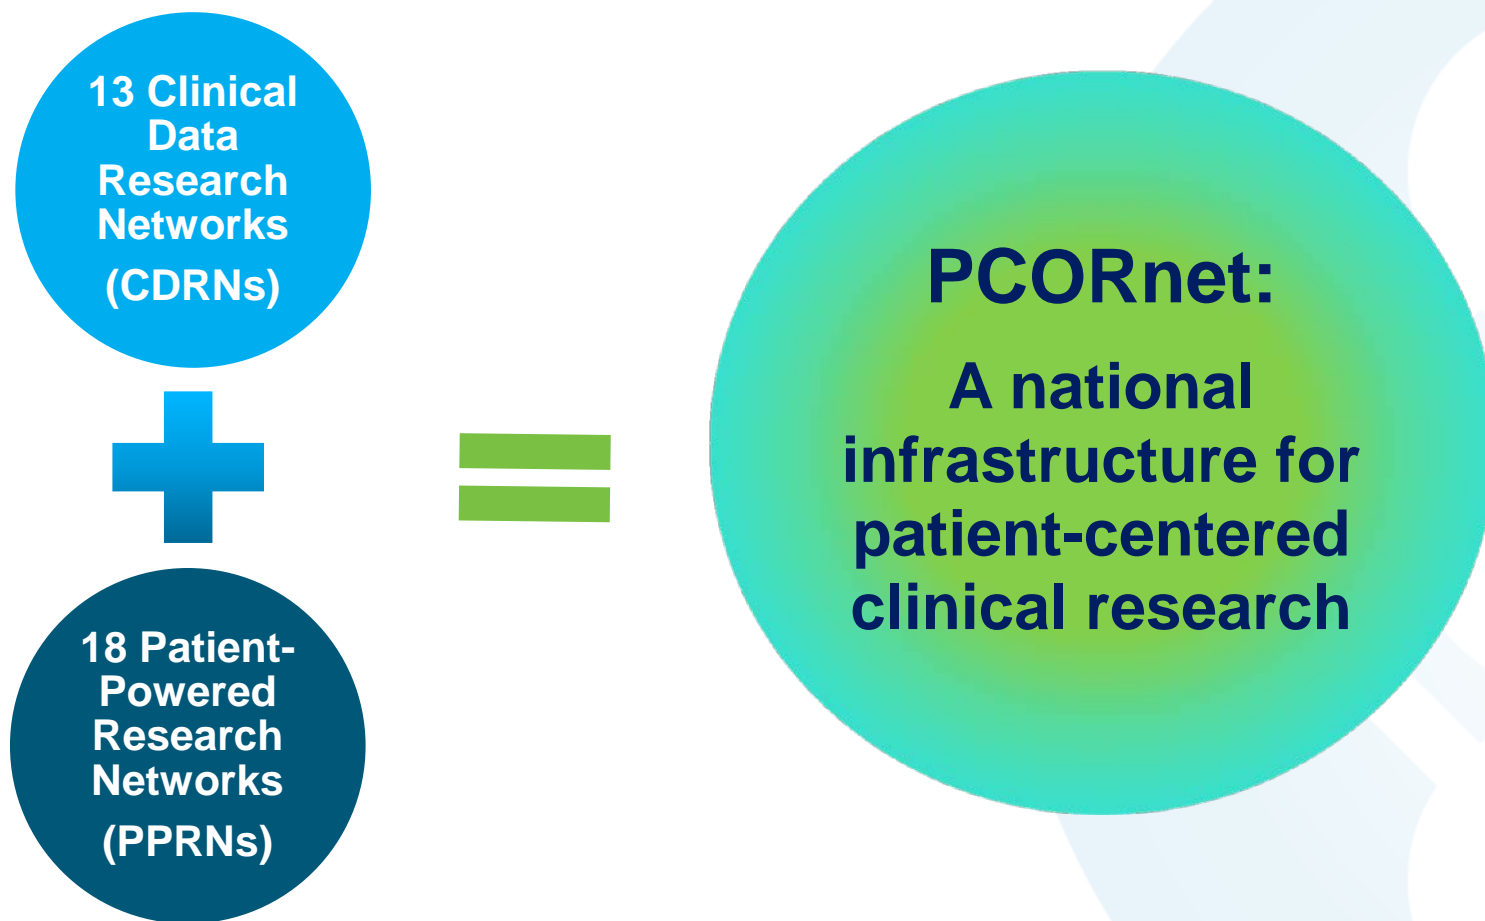 13 Clinical
Data
Research
Networks
(CDRNs)
18 Patient-
Powered
Research
Networks
(PPRNs)
PCORnet:
A national
infrastructure for
patient-centered
clinical research